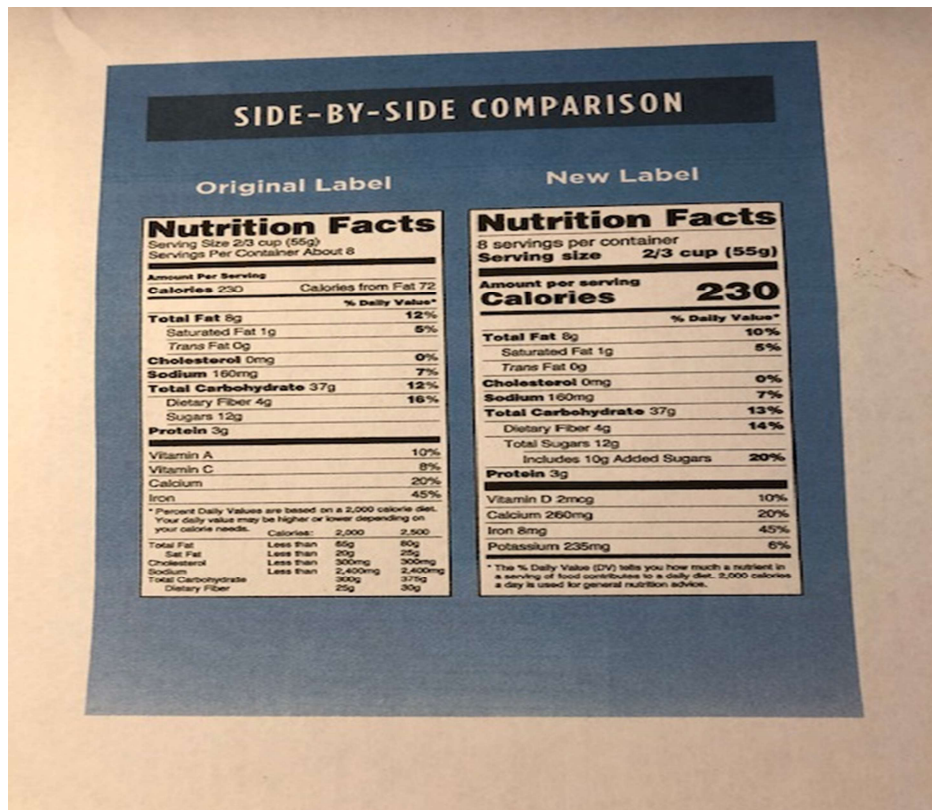 SIDE-BY-SIDE COMPARISON
Original Label
Nutrition Facts
Serving Size 2/3 cup (55g)
Servings Per Container About 8
Amount Per Serving
Calories 230 Calories from Fat 72
% Daily Value*
Total Fat 8g 12%
Saturated Fat 1g 5%
Trans Fat 0g
Cholesterol 0mg 0%
Sodium 160mg 7%
Total Carbohydrate 37g 12%
Dietary Fiber 4g 16%
Sugars 12g
Protein 3g
Vitamin A 10%
Vitamin C 8%
Calcium 20%
Iron 45%
* Percent Daily Values are based on a 2,000 calorie diet.
Your daily value may be higher or lower depending on
your calorie needs.
Calories: 2,000 2,500
Total Fat Less than 65g 80g
Sat Fat Less than 20g 25g
Cholesterol Less than 300mg 300mg
Sodium Less than 2,400mg 2,400mg
Total Carbohydrate 300g 375g
Dietary Fiber 25g 30g
New Label
Nutrition Facts
8 servings per container
Serving size 2/3 cup (55g)
Amount per serving
Calories 230
% Daily Value*
Total Fat 8g 10%
Saturated Fat 1g 5%
Trans Fat 0g
Cholesterol 0mg 0%
Sodium 160mg 7%
Total Carbohydrate 37g 13%
Dietary Fiber 4g 14%
Total Sugars 12g
Includes 10g Added Sugars 20%
Protein 3g
Vitamin D 2mcg 10%
Calcium 260mg 20%
Iron 8mg 45%
Potassium 235mg 6%
* The % Daily Value (DV) tells you how much a nutrient in
a serving of food contributes to a daily diet. 2,000 calories
a day is used for general nutrition advice.